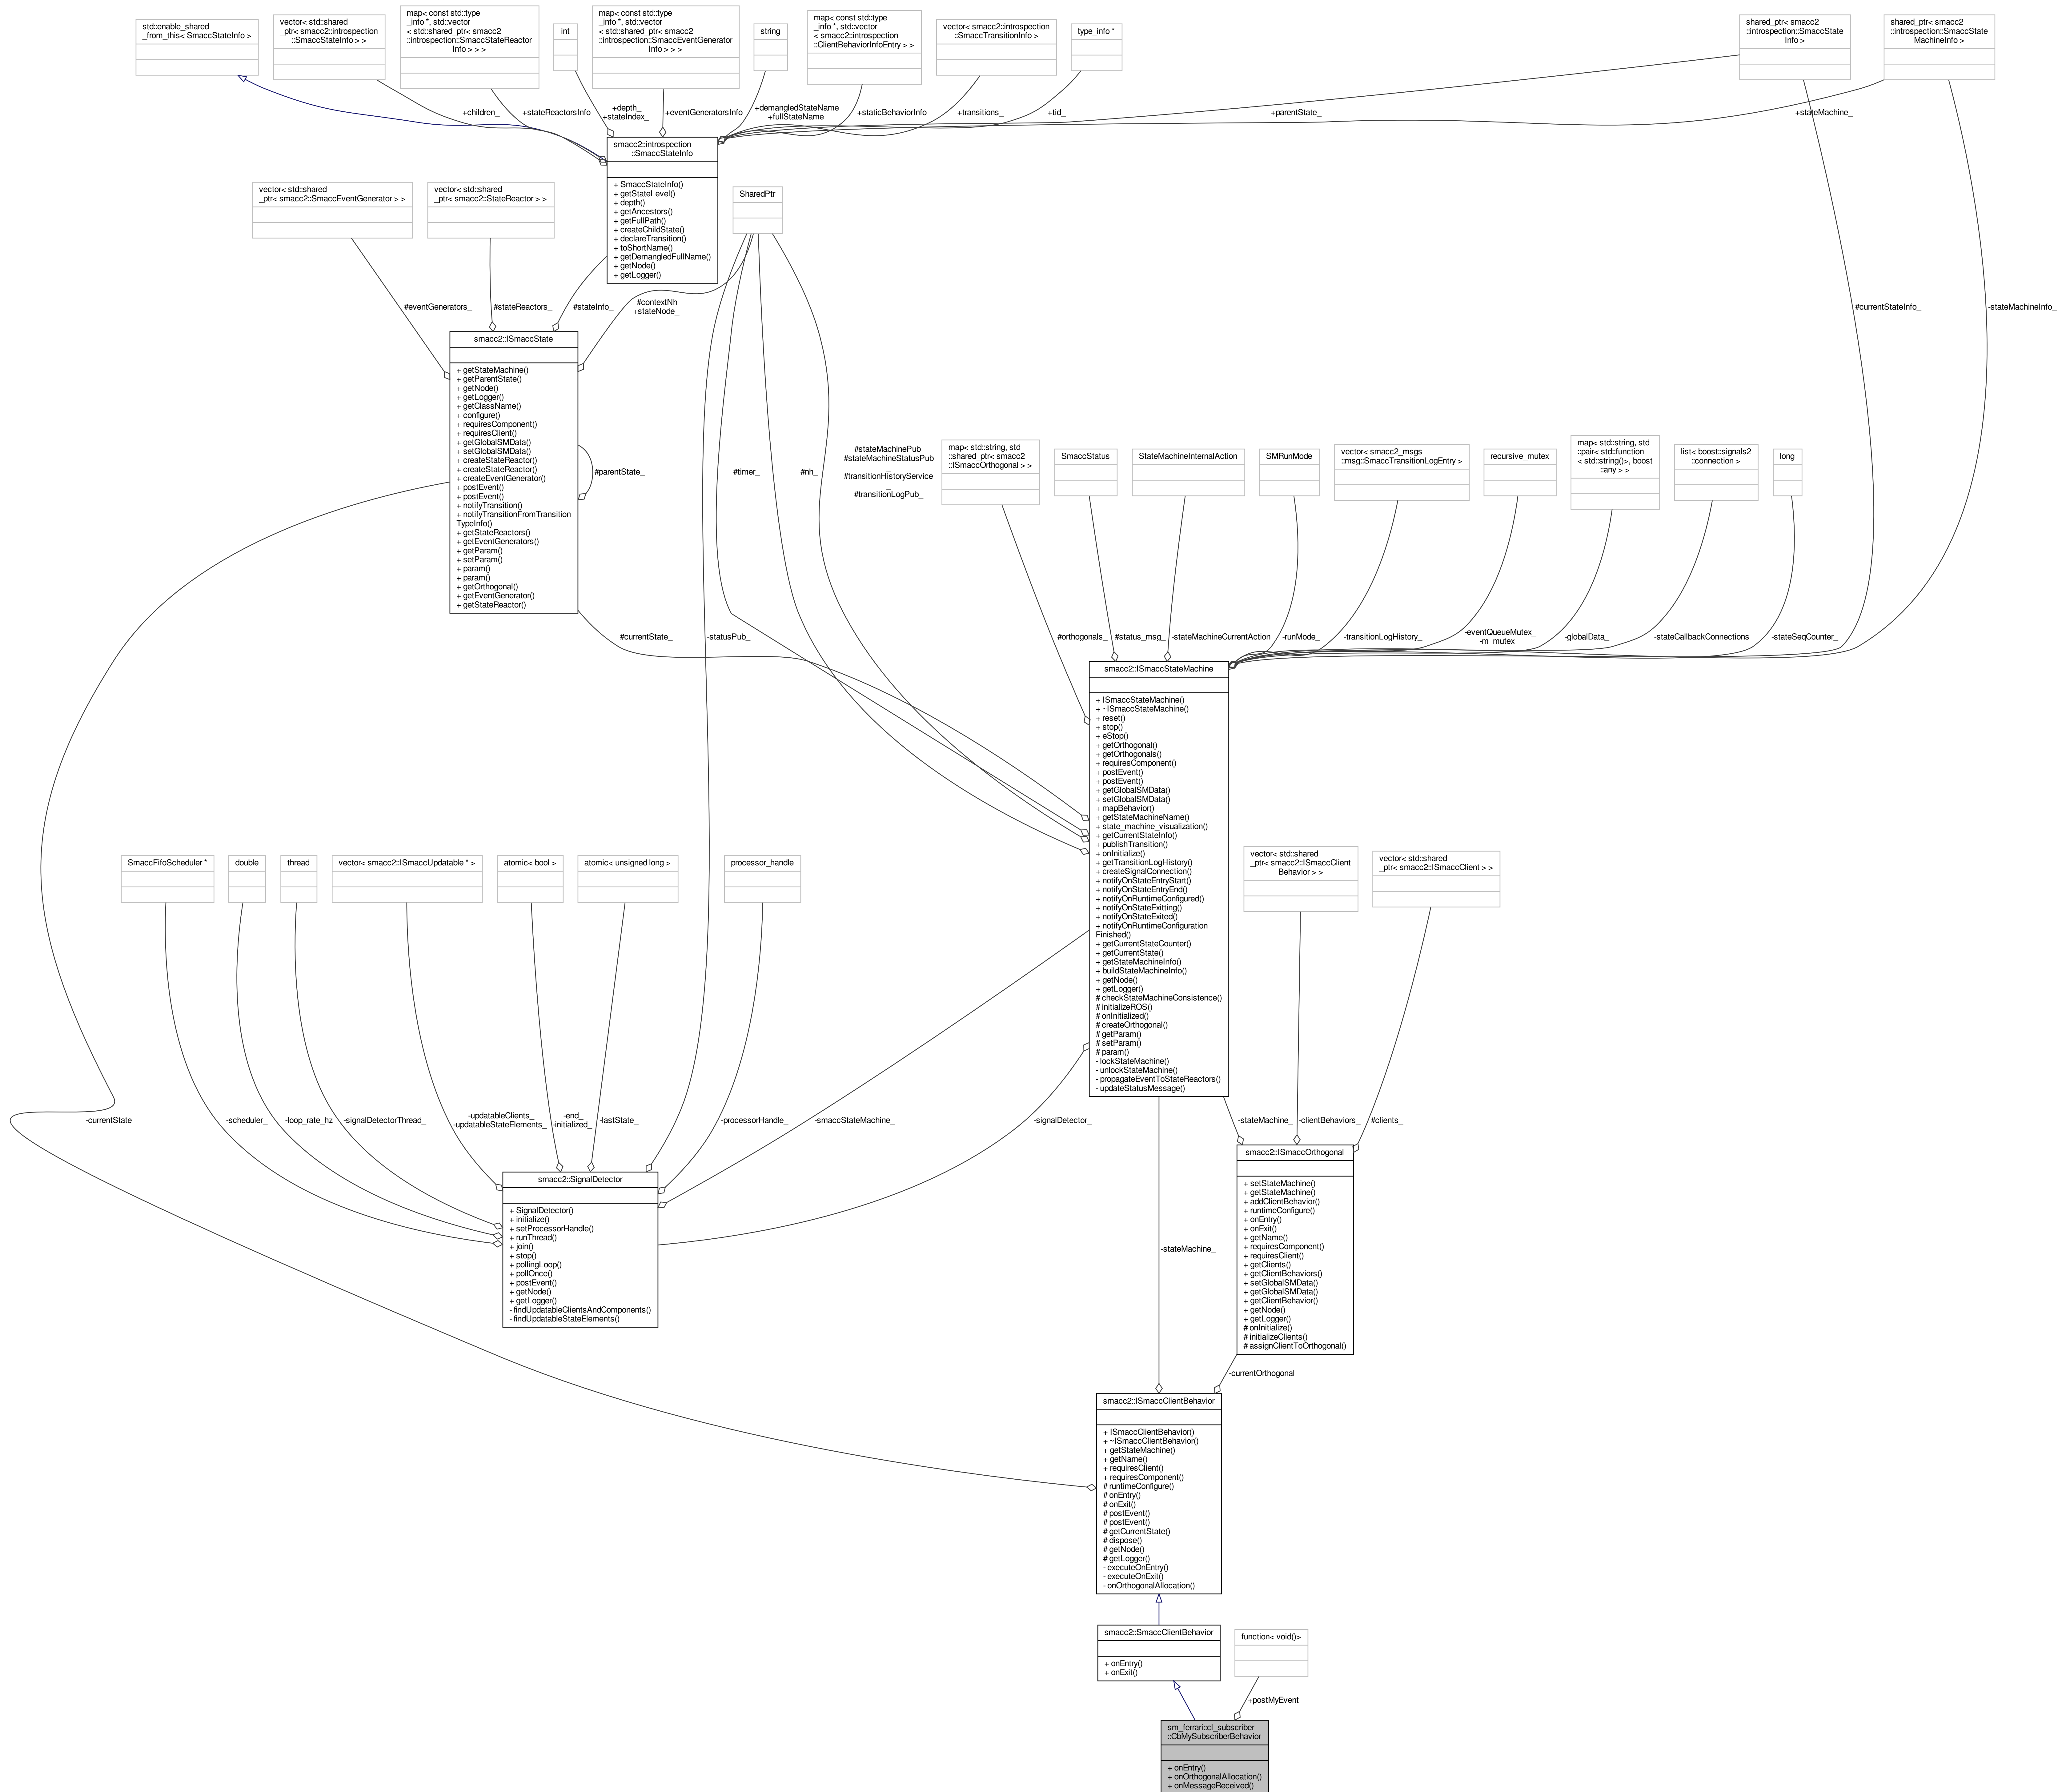 std::enable_shared
_from_this< SmaccStateInfo >
vector< std::shared
_ptr< smacc2::introspection
::SmaccStateInfo > >
map< const std::type
_info *, std::vector
< std::shared_ptr< smacc2
::introspection::SmaccStateReactor
Info > > >
int
map< const std::type
_info *, std::vector
< std::shared_ptr< smacc2
::introspection::SmaccEventGenerator
Info > > >
string
map< const std::type
_info *, std::vector
< smacc2::introspection
::ClientBehaviorInfoEntry > >
vector< smacc2::introspection
::SmaccTransitionInfo >
type_info *
shared_ptr< smacc2
::introspection::SmaccState
Info >
shared_ptr< smacc2
::introspection::SmaccState
MachineInfo >
+children_
+stateReactorsInfo
+depth_
+stateIndex_
+eventGeneratorsInfo
+demangledStateName
+fullStateName
+staticBehaviorInfo
+transitions_
+tid_
+parentState_
+stateMachine_
smacc2::introspection
::SmaccStateInfo
+ SmaccStateInfo()
+ getStateLevel()
+ depth()
+ getAncestors()
+ getFullPath()
+ createChildState()
+ declareTransition()
+ toShortName()
+ getDemangledFullName()
+ getNode()
+ getLogger()
vector< std::shared
_ptr< smacc2::SmaccEventGenerator > >
vector< std::shared
_ptr< smacc2::StateReactor > >
SharedPtr
#eventGenerators_
#stateReactors_
#stateInfo_
#contextNh
+stateNode_
#currentStateInfo_
-stateMachineInfo_
smacc2::ISmaccState
+ getStateMachine()
+ getParentState()
+ getNode()
+ getLogger()
+ getClassName()
+ configure()
+ requiresComponent()
+ requiresClient()
+ getGlobalSMData()
+ setGlobalSMData()
+ createStateReactor()
+ createStateReactor()
+ createEventGenerator()
+ postEvent()
+ postEvent()
+ notifyTransition()
+ notifyTransitionFromTransition
TypeInfo()
+ getStateReactors()
+ getEventGenerators()
+ getParam()
+ setParam()
+ param()
+ param()
+ getOrthogonal()
+ getEventGenerator()
+ getStateReactor()
#parentState_
#timer_
#nh_
#stateMachinePub_
#stateMachineStatusPub
_
#transitionHistoryService
_
#transitionLogPub_
map< std::string, std
::shared_ptr< smacc2
::ISmaccOrthogonal > >
SmaccStatus
StateMachineInternalAction
SMRunMode
vector< smacc2_msgs
::msg::SmaccTransitionLogEntry >
recursive_mutex
map< std::string, std
::pair< std::function
< std::string()>, boost
::any > >
list< boost::signals2
::connection >
long
#currentState_
-statusPub_
#orthogonals_
#status_msg_
-stateMachineCurrentAction
-runMode_
-transitionLogHistory_
-eventQueueMutex_
-m_mutex_
-globalData_
-stateCallbackConnections
-stateSeqCounter_
smacc2::ISmaccStateMachine
+ ISmaccStateMachine()
+ ~ISmaccStateMachine()
+ reset()
+ stop()
+ eStop()
+ getOrthogonal()
+ getOrthogonals()
+ requiresComponent()
+ postEvent()
+ postEvent()
+ getGlobalSMData()
+ setGlobalSMData()
+ mapBehavior()
+ getStateMachineName()
+ state_machine_visualization()
+ getCurrentStateInfo()
+ publishTransition()
+ onInitialize()
+ getTransitionLogHistory()
+ createSignalConnection()
+ notifyOnStateEntryStart()
+ notifyOnStateEntryEnd()
+ notifyOnRuntimeConfigured()
+ notifyOnStateExitting()
+ notifyOnStateExited()
+ notifyOnRuntimeConfiguration
Finished()
+ getCurrentStateCounter()
+ getCurrentState()
+ getStateMachineInfo()
+ buildStateMachineInfo()
+ getNode()
+ getLogger()
# checkStateMachineConsistence()
# initializeROS()
# onInitialized()
# createOrthogonal()
# getParam()
# setParam()
# param()
- lockStateMachine()
- unlockStateMachine()
- propagateEventToStateReactors()
- updateStatusMessage()
SmaccFifoScheduler *
double
thread
vector< smacc2::ISmaccUpdatable * >
atomic< bool >
atomic< unsigned long >
processor_handle
vector< std::shared
_ptr< smacc2::ISmaccClient
Behavior > >
vector< std::shared
_ptr< smacc2::ISmaccClient > >
-currentState
-scheduler_
-loop_rate_hz
-signalDetectorThread_
-updatableClients_
-updatableStateElements_
-end_
-initialized_
-lastState_
-processorHandle_
-smaccStateMachine_
-signalDetector_
-stateMachine_
-clientBehaviors_
#clients_
smacc2::SignalDetector
+ SignalDetector()
+ initialize()
+ setProcessorHandle()
+ runThread()
+ join()
+ stop()
+ pollingLoop()
+ pollOnce()
+ postEvent()
+ getNode()
+ getLogger()
- findUpdatableClientsAndComponents()
- findUpdatableStateElements()
smacc2::ISmaccOrthogonal
+ setStateMachine()
+ getStateMachine()
+ addClientBehavior()
+ runtimeConfigure()
+ onEntry()
+ onExit()
+ getName()
+ requiresComponent()
+ requiresClient()
+ getClients()
+ getClientBehaviors()
+ setGlobalSMData()
+ getGlobalSMData()
+ getClientBehavior()
+ getNode()
+ getLogger()
# onInitialize()
# initializeClients()
# assignClientToOrthogonal()
-stateMachine_
-currentOrthogonal
smacc2::ISmaccClientBehavior
+ ISmaccClientBehavior()
+ ~ISmaccClientBehavior()
+ getStateMachine()
+ getName()
+ requiresClient()
+ requiresComponent()
# runtimeConfigure()
# onEntry()
# onExit()
# postEvent()
# postEvent()
# getCurrentState()
# dispose()
# getNode()
# getLogger()
- executeOnEntry()
- executeOnExit()
- onOrthogonalAllocation()
smacc2::SmaccClientBehavior
+ onEntry()
+ onExit()
function< void()>
+postMyEvent_
sm_ferrari::cl_subscriber
::CbMySubscriberBehavior
+ onEntry()
+ onOrthogonalAllocation()
+ onMessageReceived()